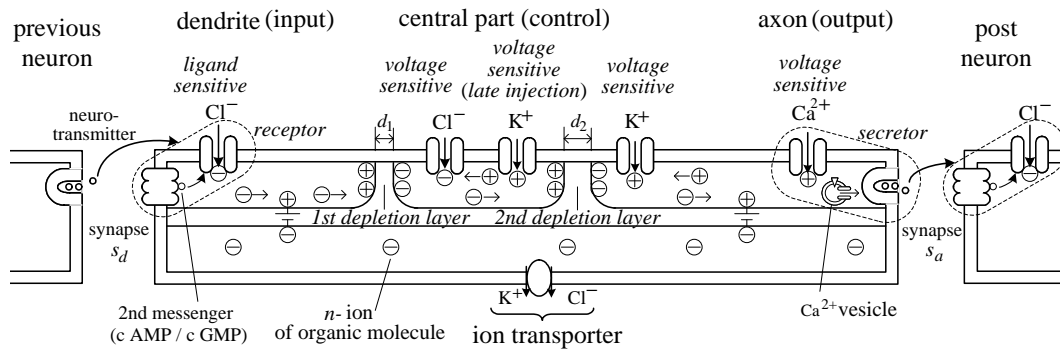 previous
neuron
dendrite (input)
central part (control)
axon (output)
post
neuron
ligand
sensitive
voltage
sensitive
voltage
sensitive
(late injection)
voltage
sensitive
voltage
sensitive
neuro-
transmitter
Cl⁻
receptor
d₁
Cl⁻
K⁺
d₂
K⁺
Ca²⁺
secretor
Cl⁻
1st depletion layer
2nd depletion layer
synapse
s_d
synapse
s_a
2nd messenger
(c AMP / c GMP)
n- ion
of organic molecule
K⁺
Cl⁻
ion transporter
Ca²⁺ vesicle